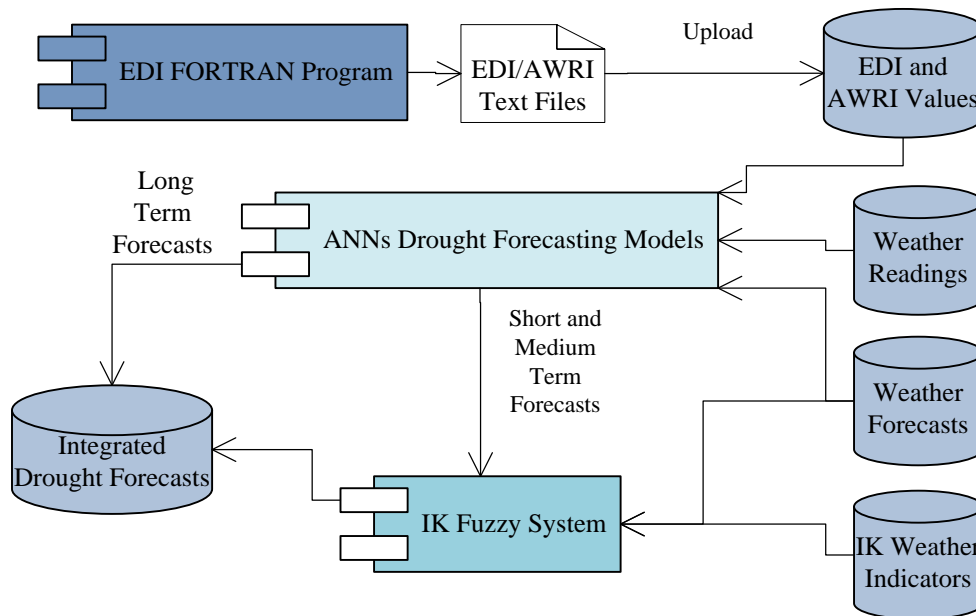 Upload
EDI FORTRAN Program
EDI/AWRI
Text Files
EDI and
AWRI Values
Long
Term
Forecasts
ANNs Drought Forecasting Models
Weather
Readings
Short and
Medium
Term
Forecasts
Weather
Forecasts
Integrated
Drought Forecasts
IK Fuzzy System
IK Weather
Indicators